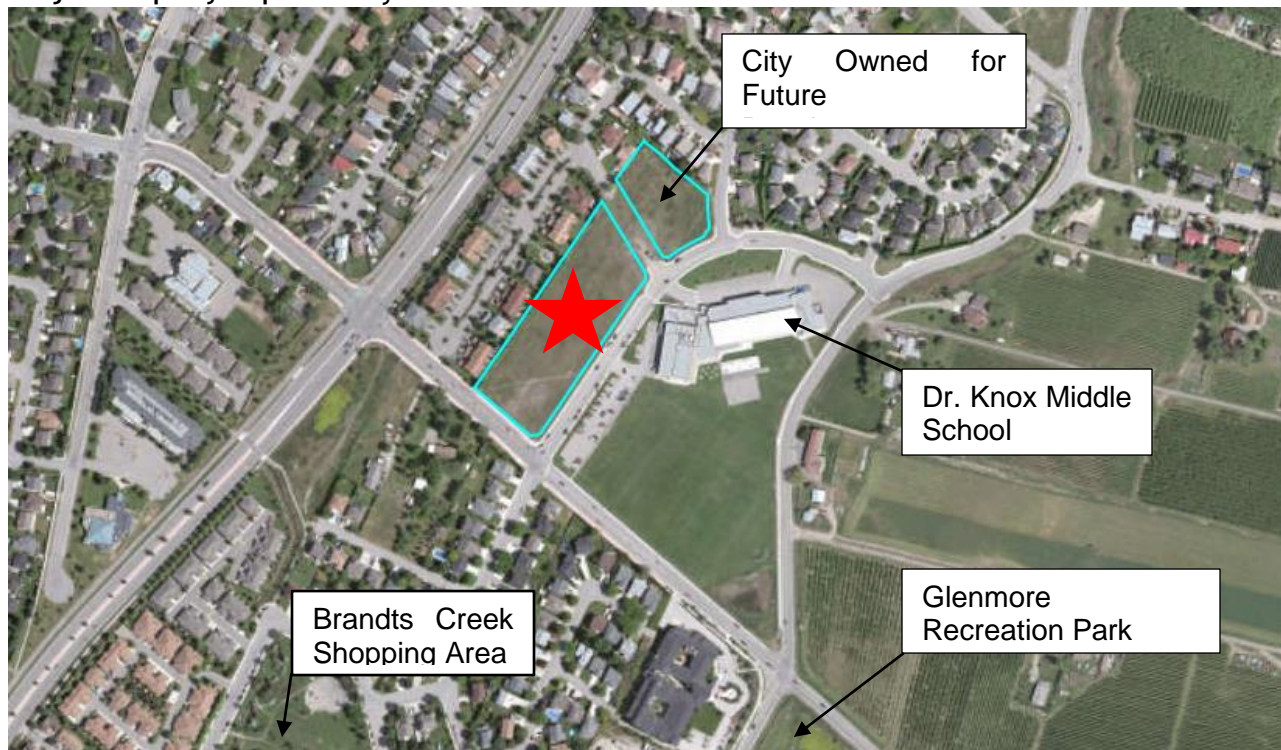 City Owned for
Future
Dr. Knox Middle
School
Brandts Creek
Shopping Area
Glenmore
Recreation Park